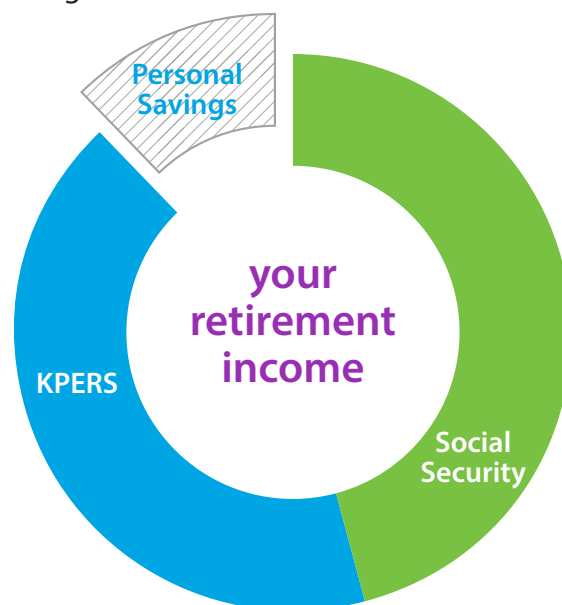 Personal
Savings
your
retirement
income
KPERS
Social
Security